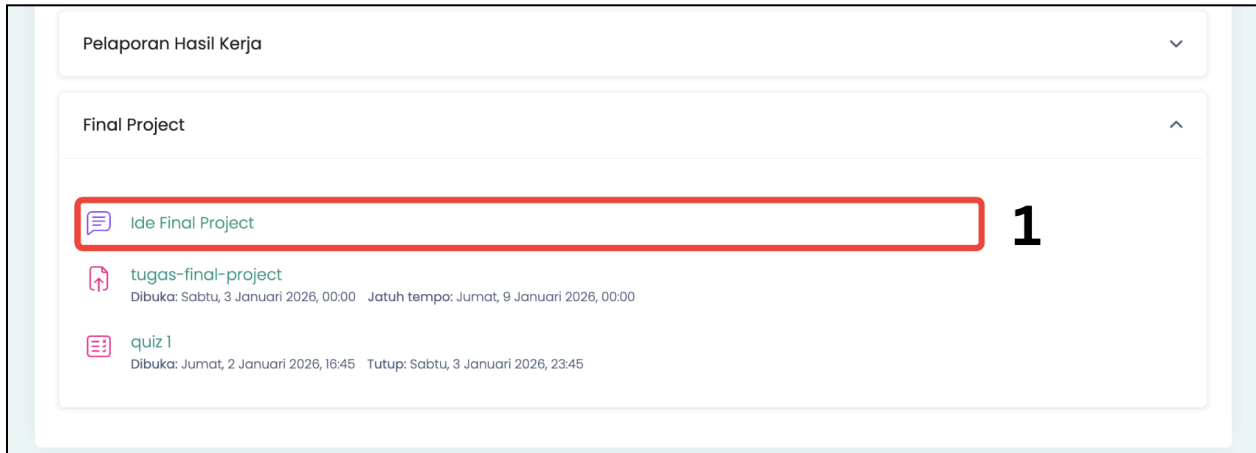 Pelaporan Hasil Kerja
Final Project
Ide Final Project
1
tugas-final-project
Dibuka: Sabtu, 3 Januari 2026, 00:00 Jatuh tempo: Jumat, 9 Januari 2026, 00:00
quiz 1
Dibuka: Jumat, 2 Januari 2026, 16:45 Tutup: Sabtu, 3 Januari 2026, 23:45